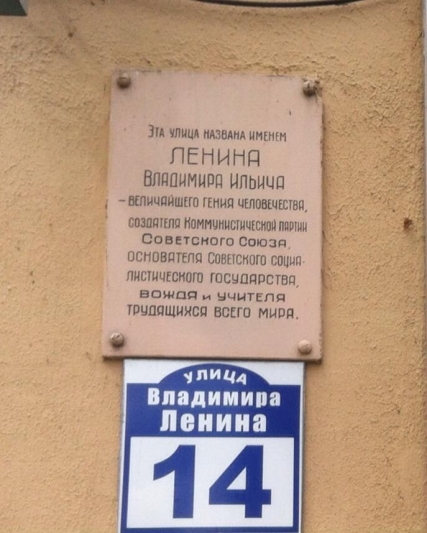 Эта улица названа именем
ЛЕНИНА
Владимира Ильича
– величайшего гения человечества,
создателя Коммунистической партии
Советского Союза,
основателя Советского социа-
листического государства,
вождя и учителя
трудящихся всего мира.
УЛИЦА
Владимира
Ленина
14